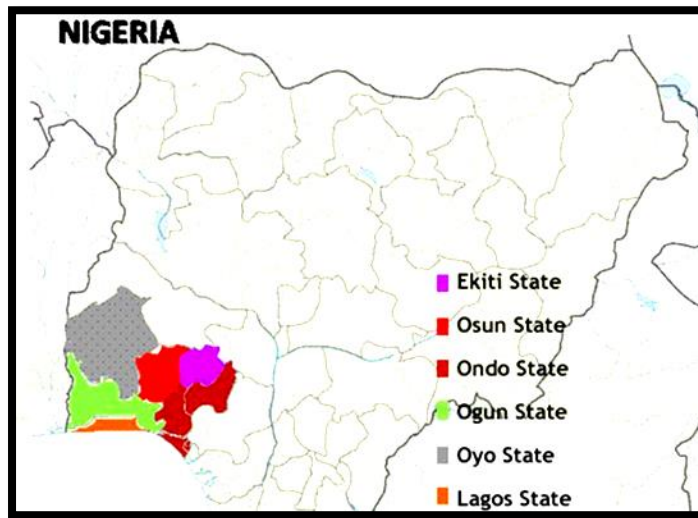 NIGERIA
Ekiti State
Osun State
Ondo State
Ogun State
Oyo State
Lagos State